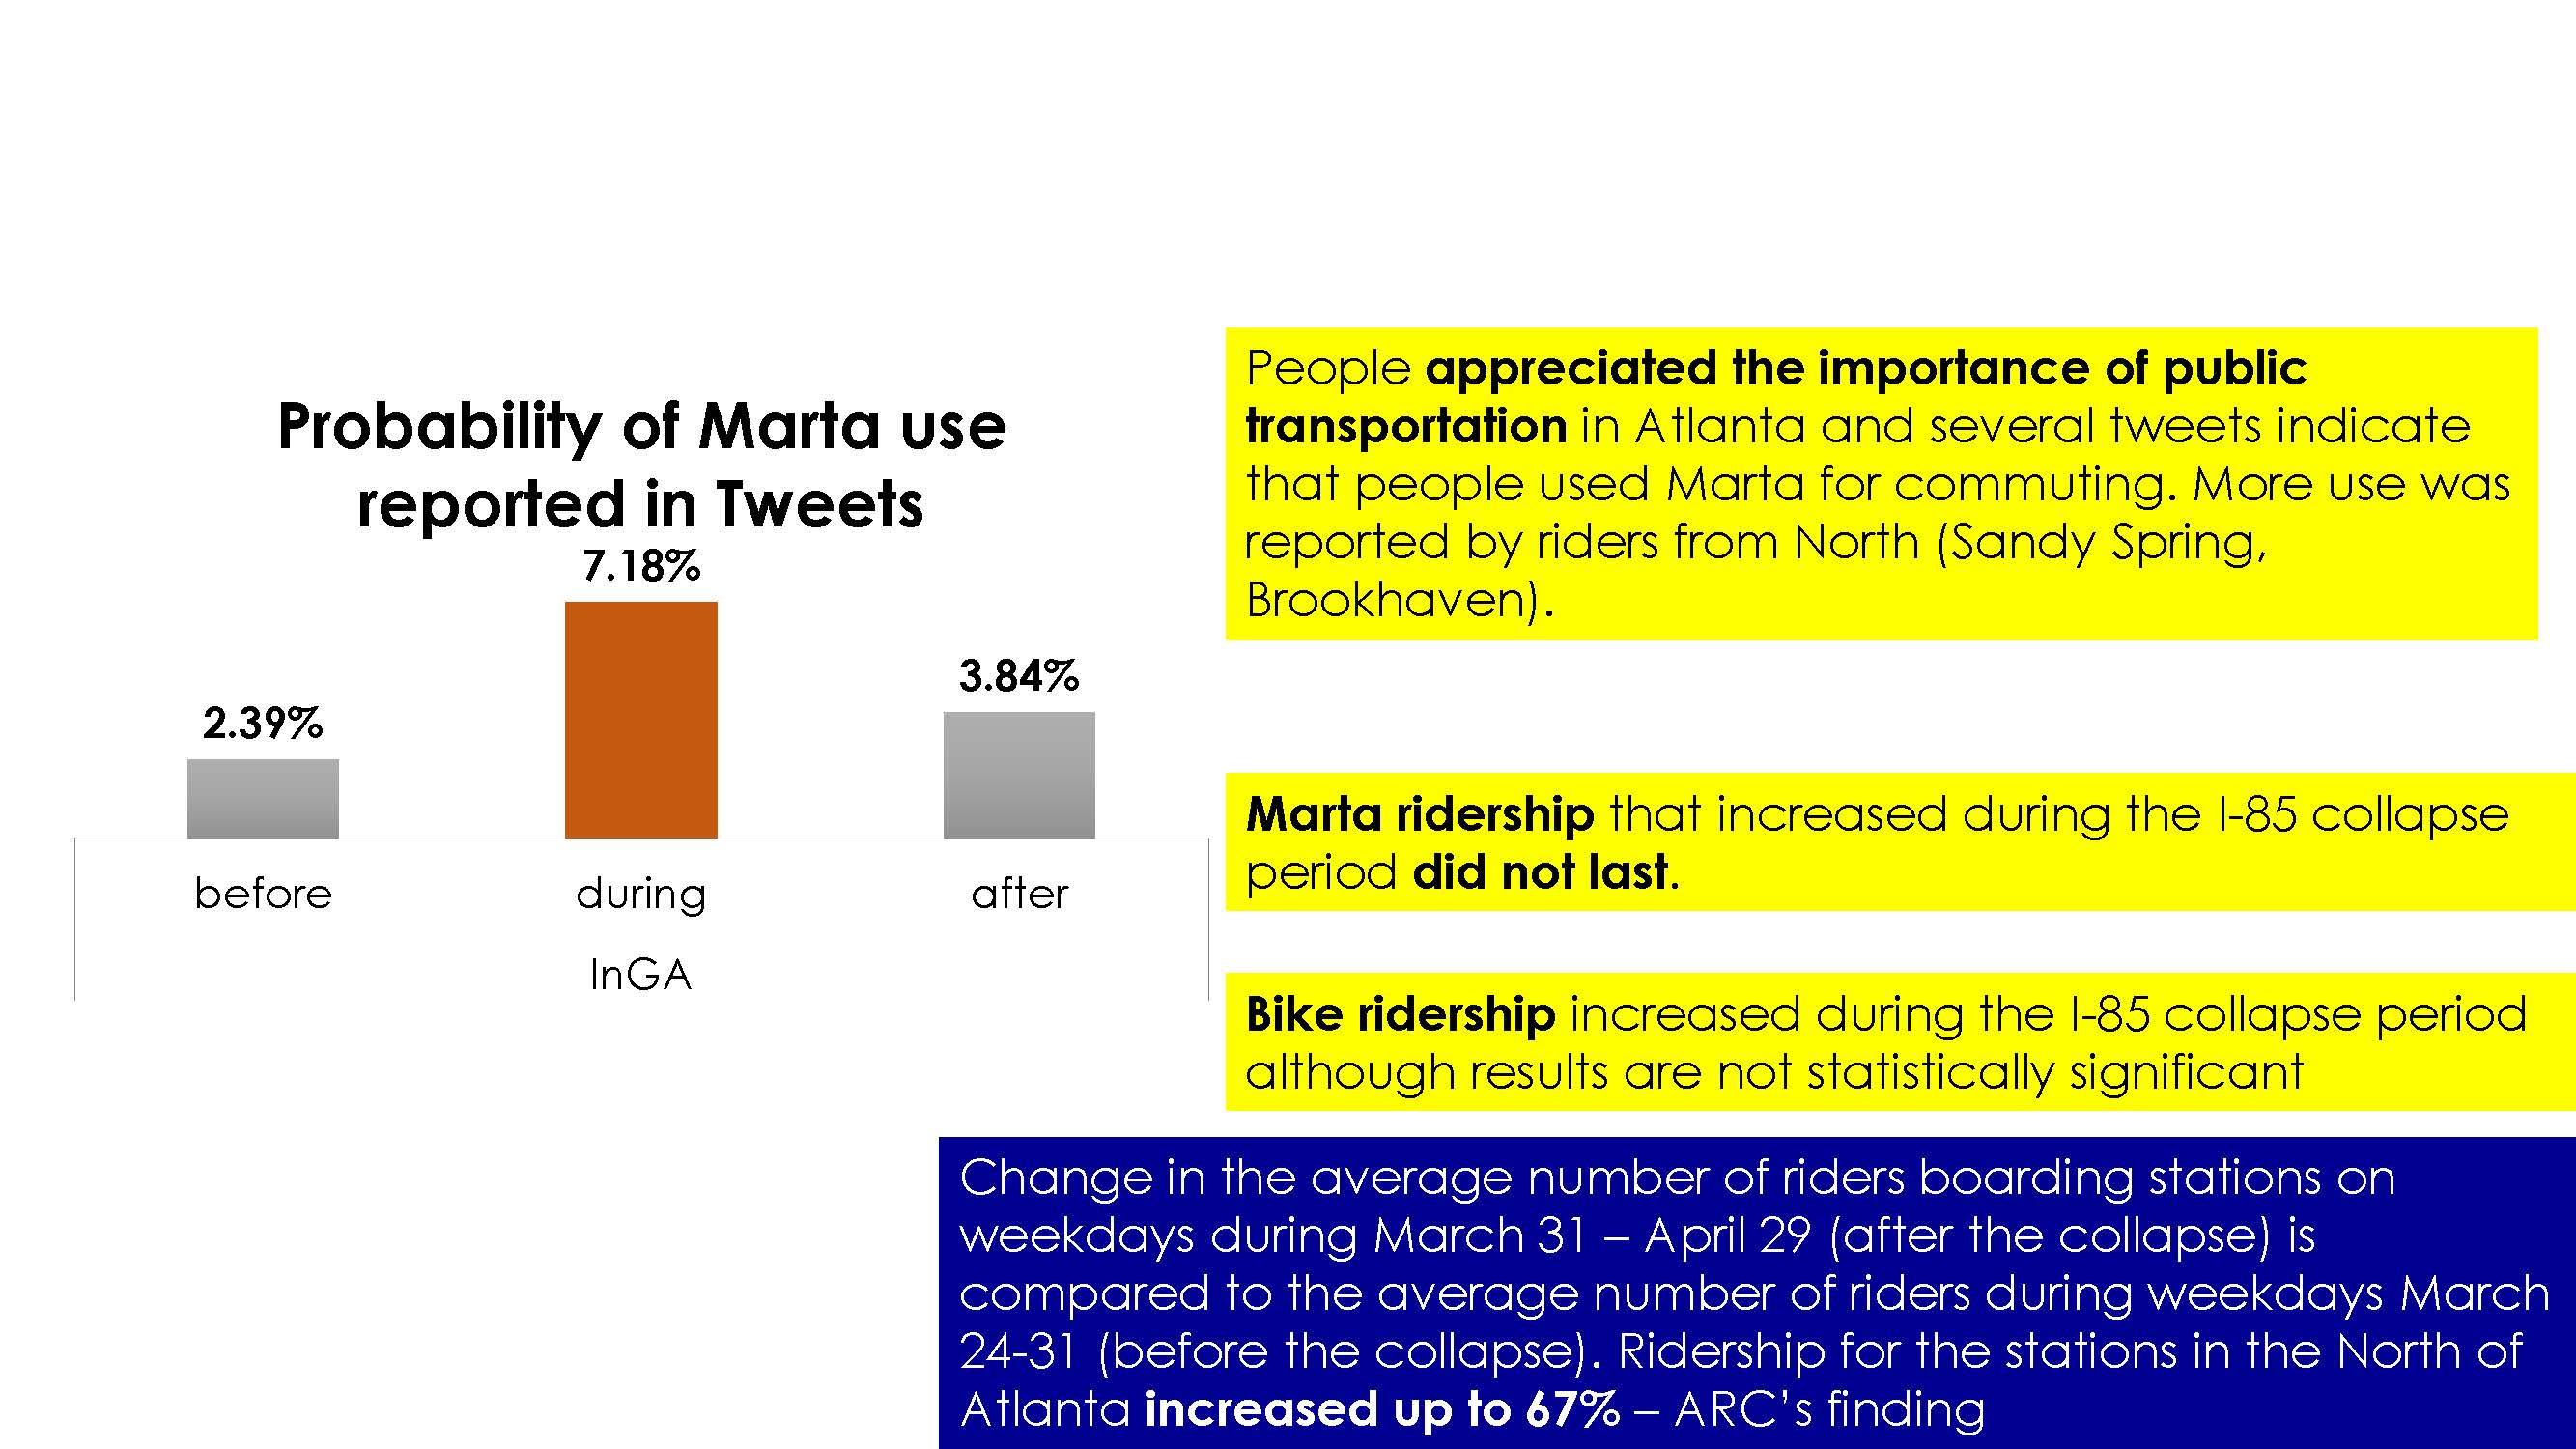 Probability of Marta use
reported in Tweets
7.18%
3.84%
2.39%
before
during
after
InGA
People appreciated the importance of public
transportation in Atlanta and several tweets indicate
that people used Marta for commuting. More use was
reported by riders from North (Sandy Spring,
Brookhaven).
Marta ridership that increased during the I-85 collapse
period did not last.
Bike ridership increased during the I-85 collapse period
although results are not statistically significant
Change in the average number of riders boarding stations on
weekdays during March 31 – April 29 (after the collapse) is
compared to the average number of riders during weekdays March
24-31 (before the collapse). Ridership for the stations in the North of
Atlanta increased up to 67% – ARC’s finding